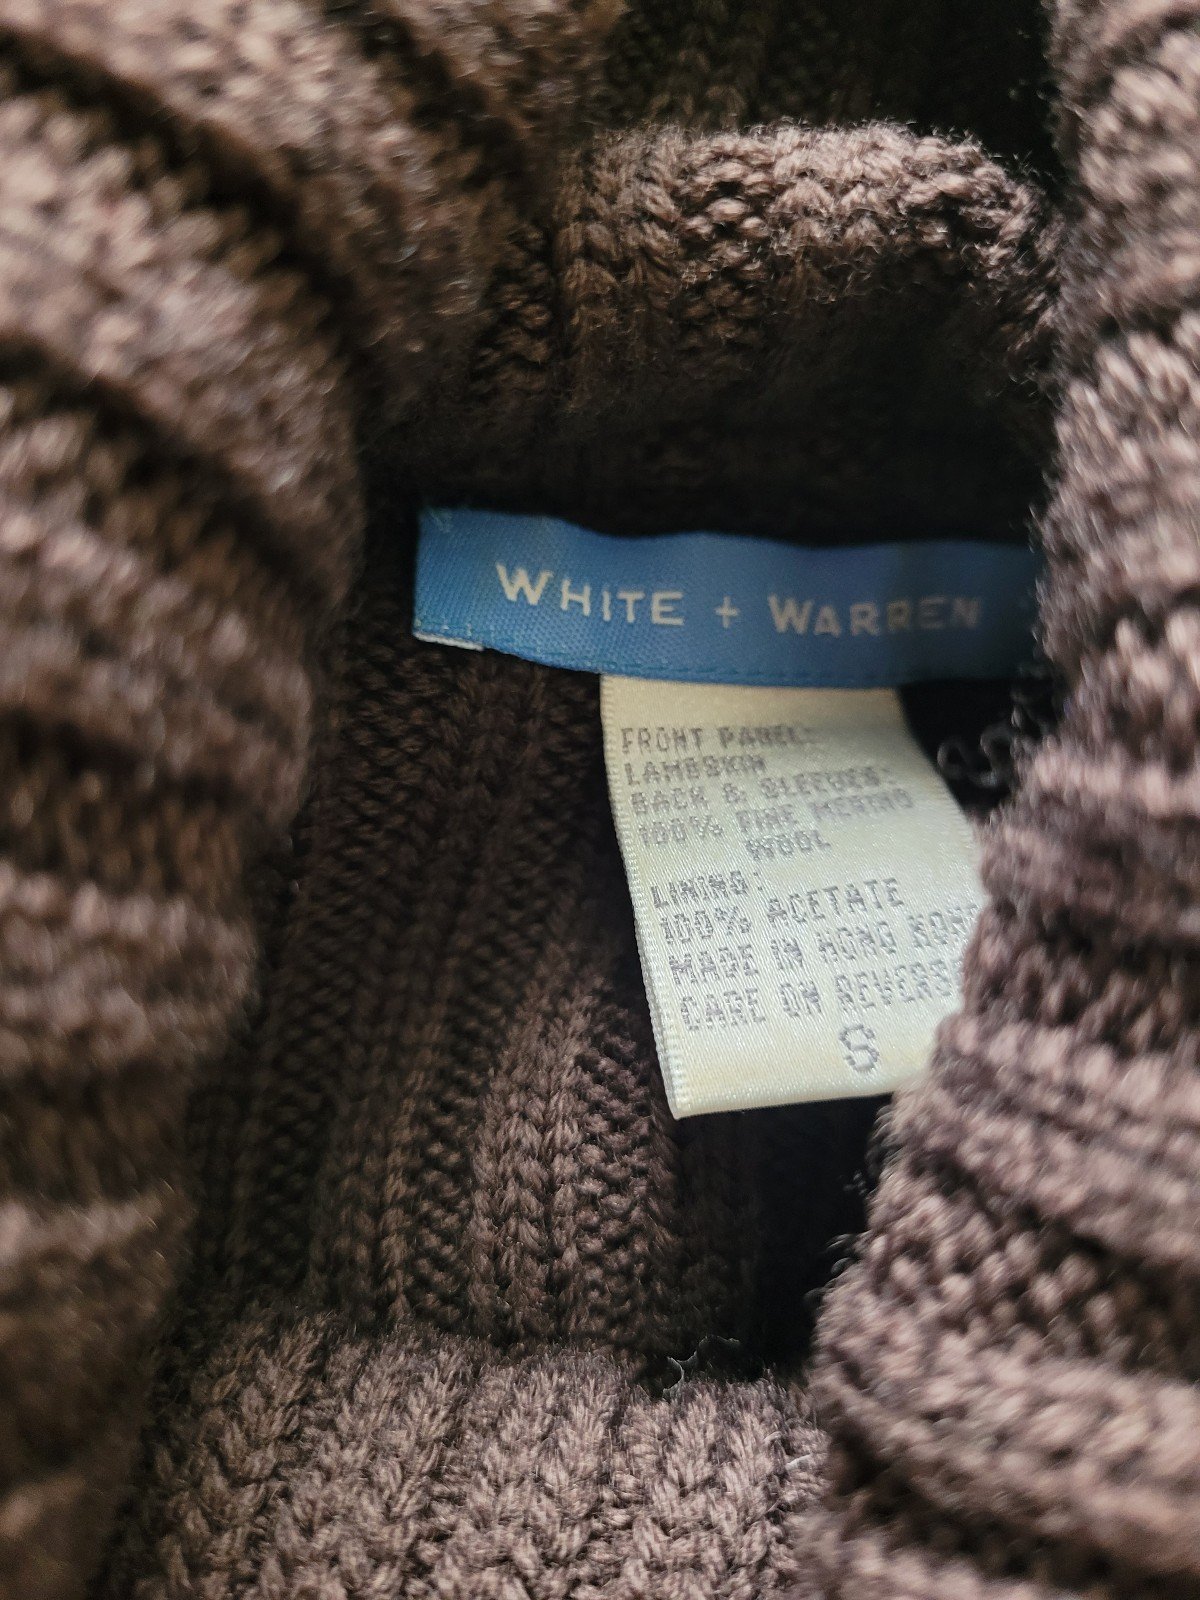 WHITE + WARREN
FRONT PANEL:
LAMBSKIN
BACK & SLEEVES:
100% FINE MERINO
WOOL
LINING:
100% ACETATE
MADE IN HONG KONG
CARE ON REVERS
S